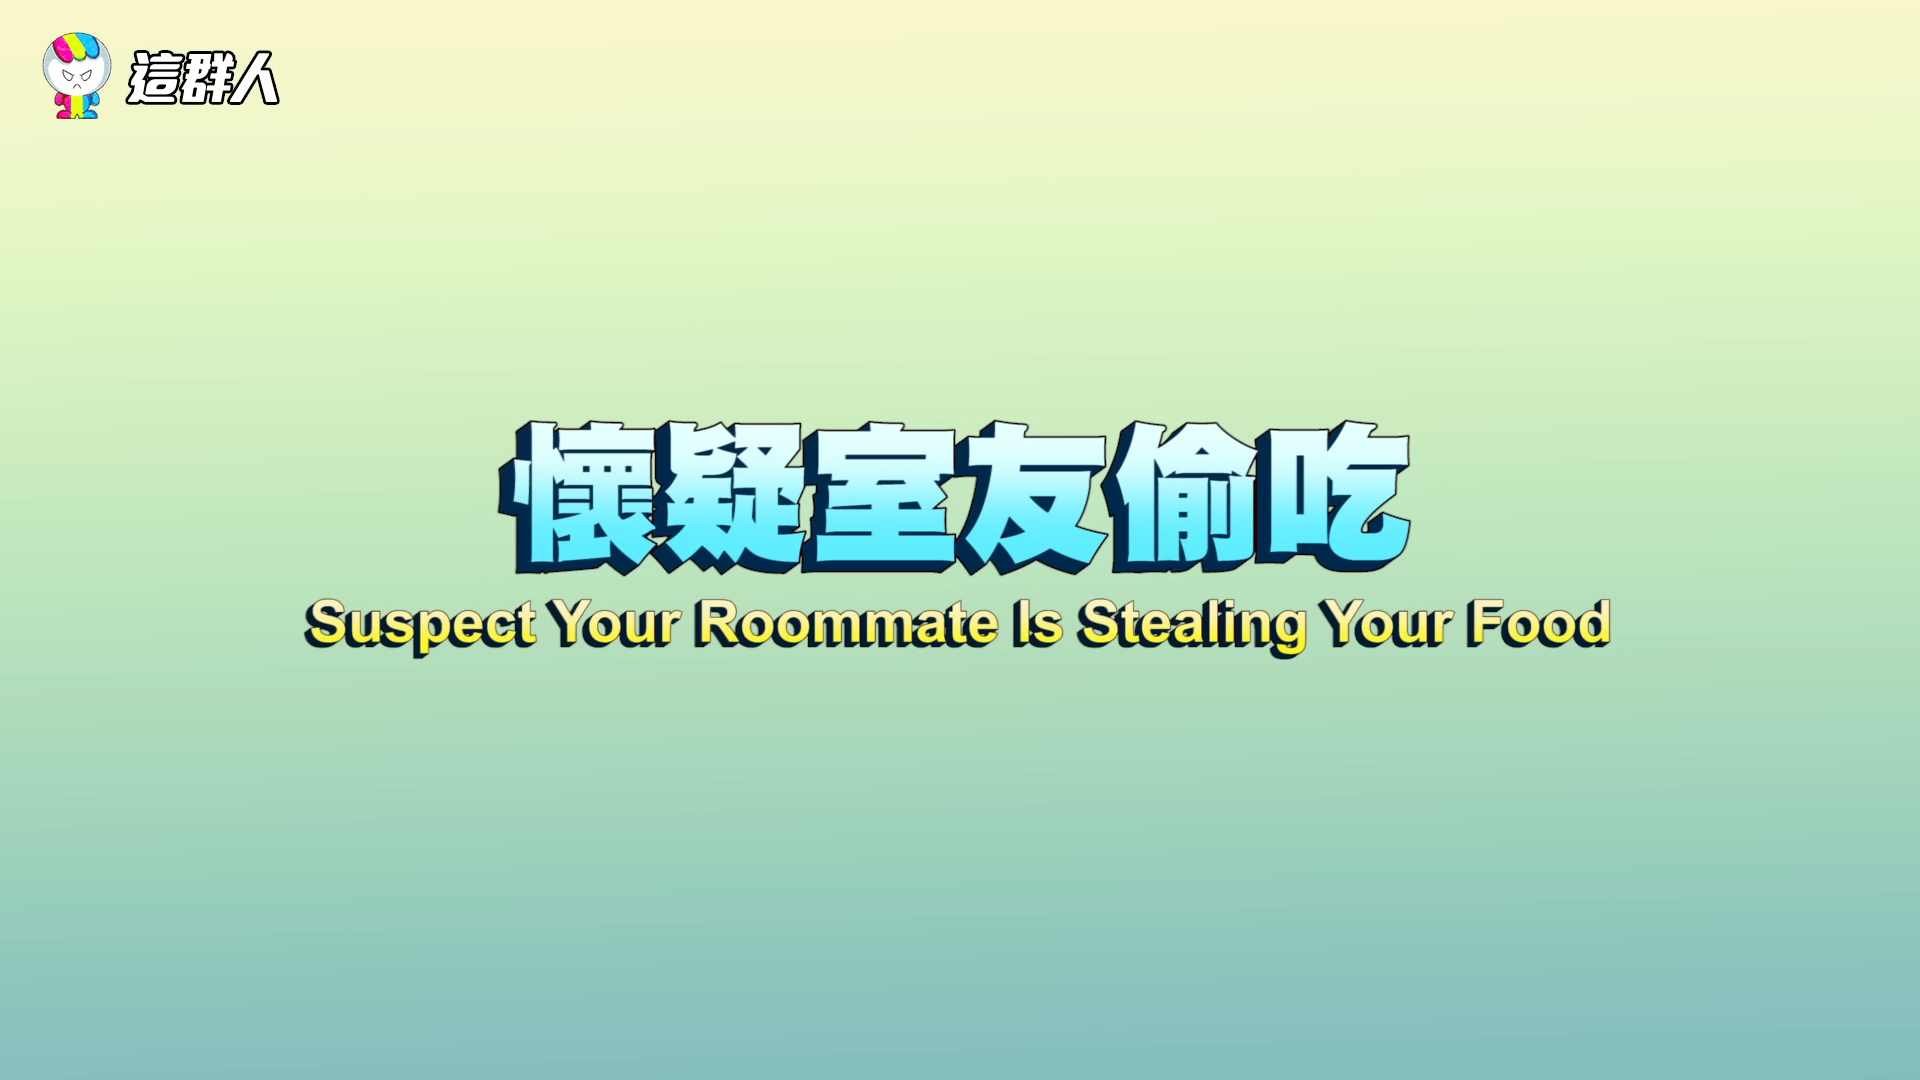 這群人
懷疑室友偷吃
Suspect Your Roommate Is Stealing Your Food